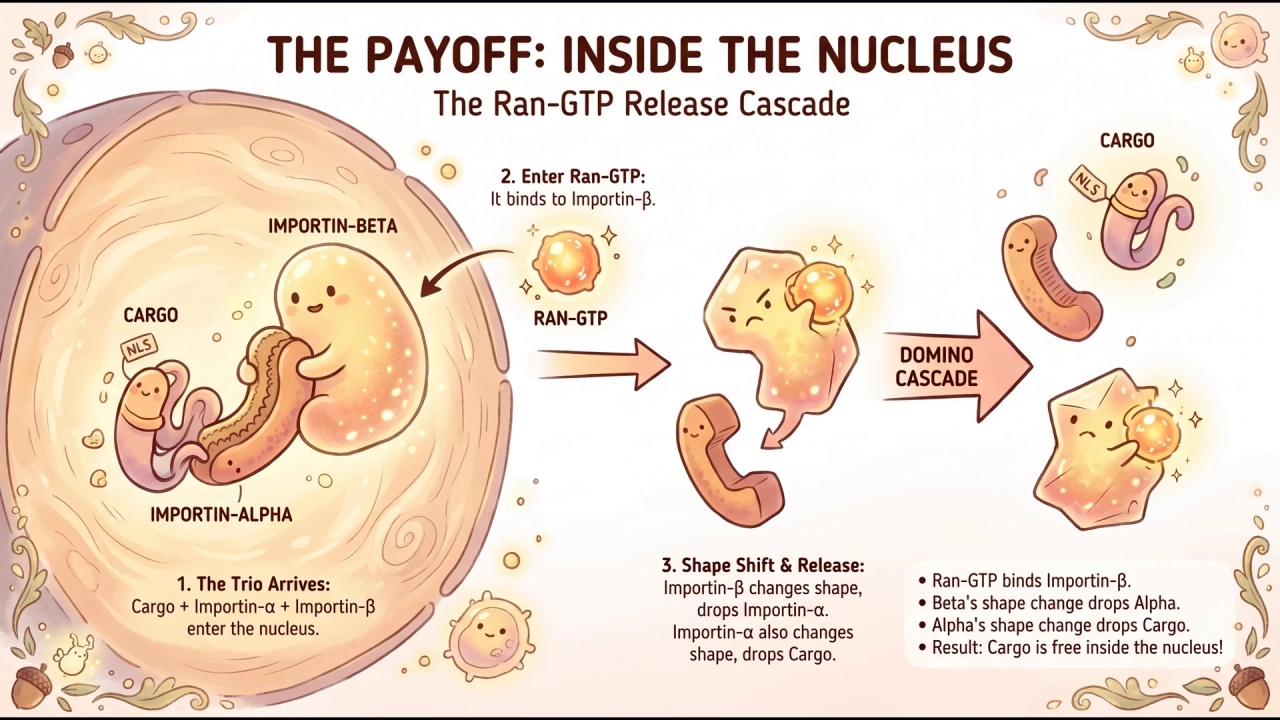 THE PAYOFF: INSIDE THE NUCLEUS
The Ran-GTP Release Cascade
IMPORTIN-BETA
CARGO
NLS
IMPORTIN-ALPHA
1. The Trio Arrives:
Cargo + Importin-α + Importin-β
enter the nucleus.
2. Enter Ran-GTP:
It binds to Importin-β.
RAN-GTP
3. Shape Shift & Release:
Importin-β changes shape,
drops Importin-α.
Importin-α also changes
shape, drops Cargo.
DOMINO
CASCADE
CARGO
NLS
• Ran-GTP binds Importin-β.
• Beta's shape change drops Alpha.
• Alpha's shape change drops Cargo.
• Result: Cargo is free inside the nucleus!